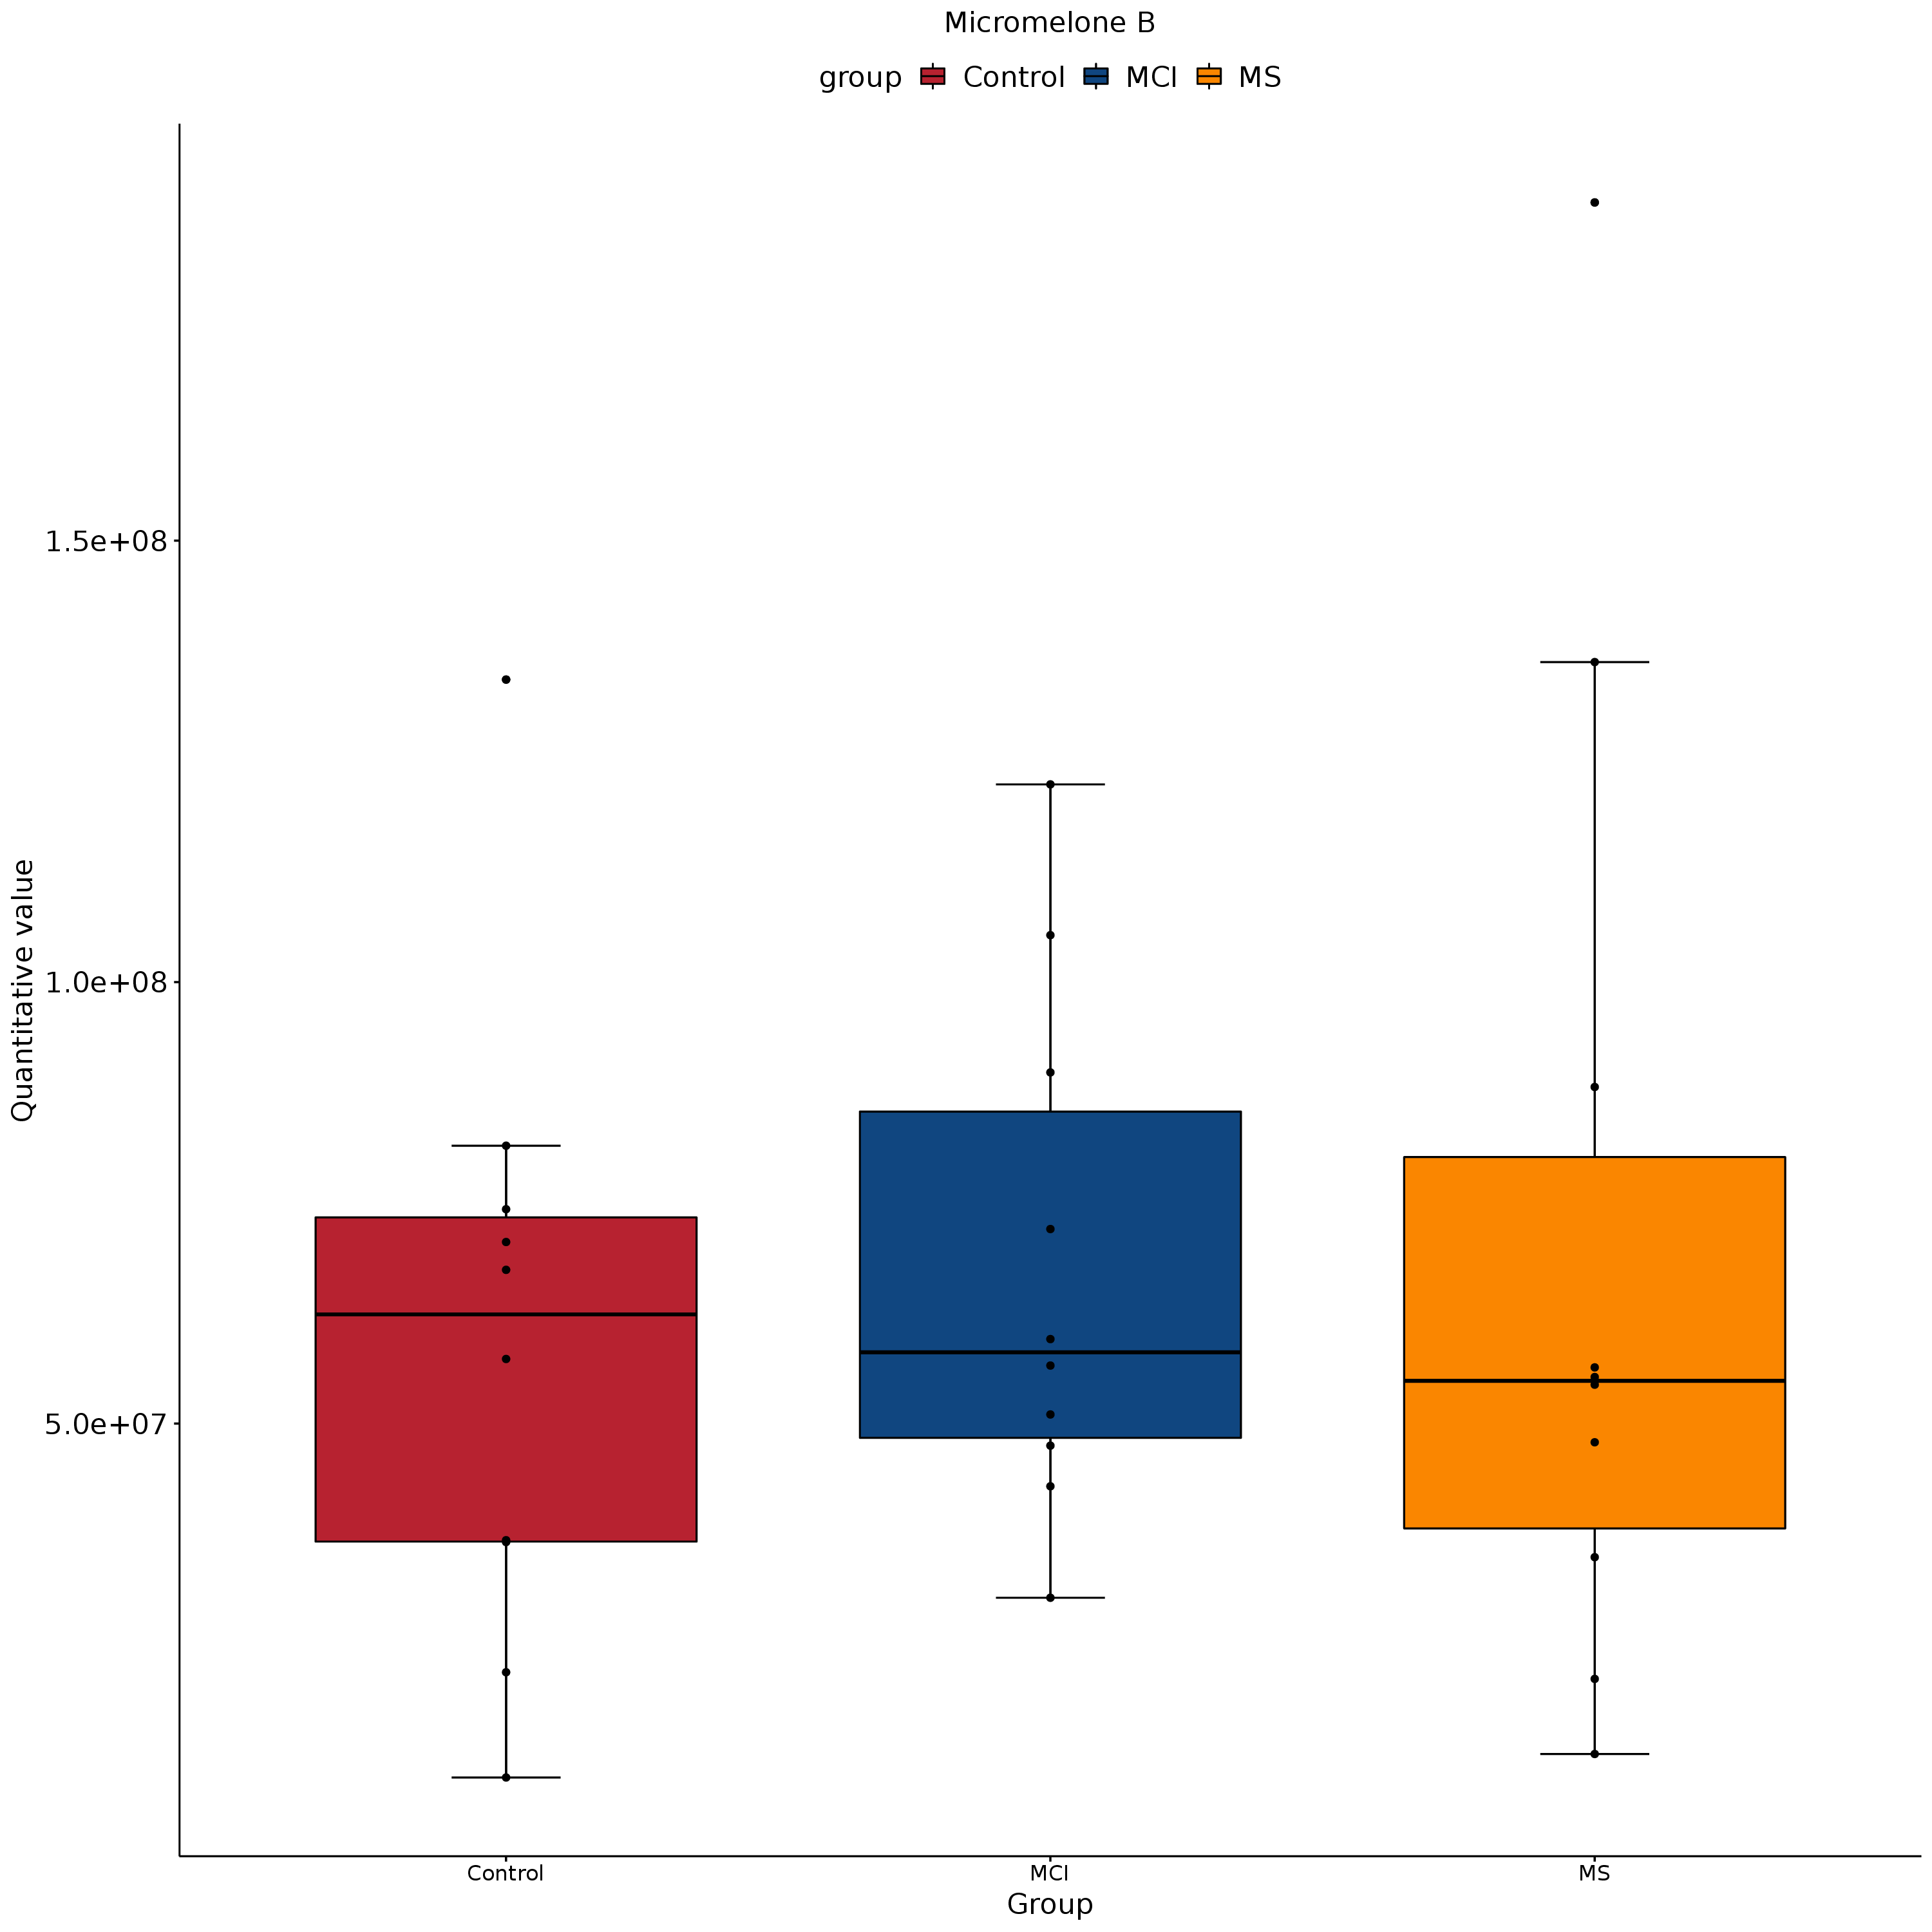 Micromelone B
group Control MCI MS
Quantitative value
1.5e+08
1.0e+08
5.0e+07
Control MCI MS
Group